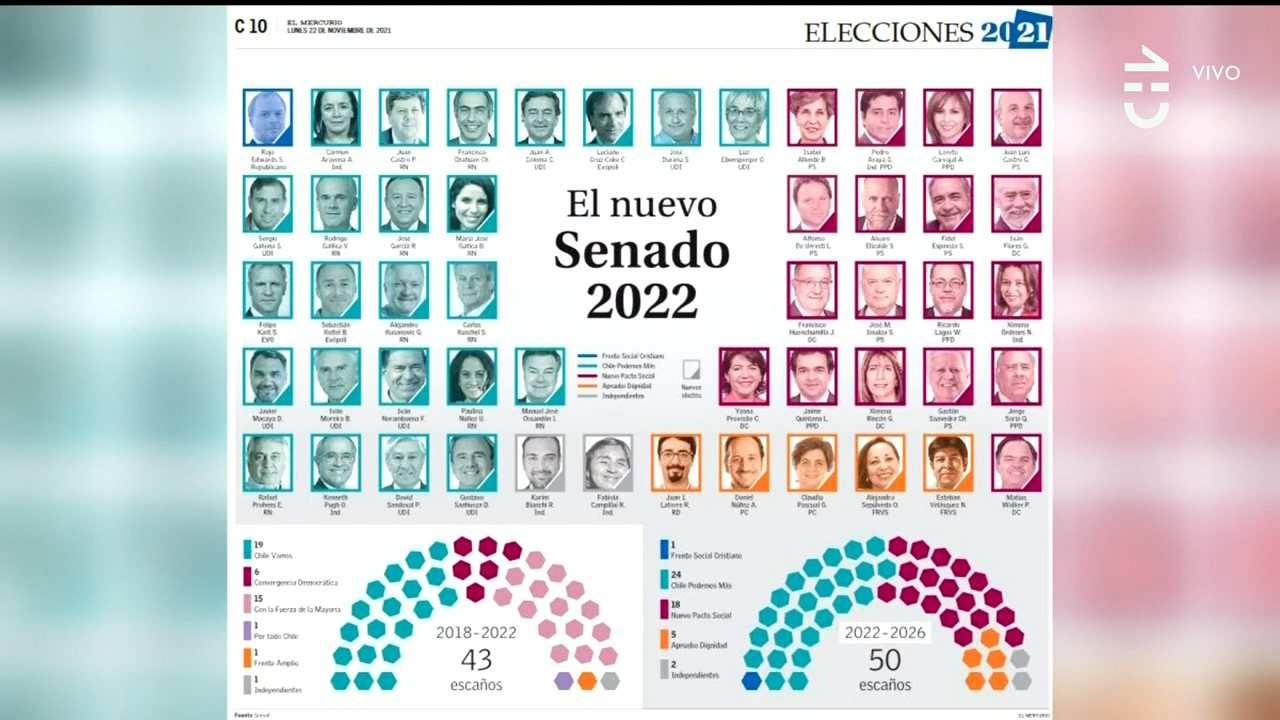 C 10
EL MERCURIO
LUNES 22 DE NOVIEMBRE DE 2021
ELECCIONES 2021
CHV
VIVO
Rojo
Edwards S.
Republicano
Carmen
Aravena A.
Ind.
Juan
Castro P.
RN
Francisco
Chahuan Ch.
RN
Juan A.
Coloma C.
UDI
Luciano
Cruz-Coke C.
Evópoli
José
Durana S.
UDI
Luz
Ebensperger O.
UDI
Isabel
Allende B.
PS
Pedro
Araya G.
Ind. PPD
Loreto
Carvajal A.
PPD
Juan Luis
Castro G.
PS
Sergio
Gahona S.
UDI
Rodrigo
Galilea V.
RN
José
García R.
RN
María José
Gatica B.
RN
El nuevo
Senado
2022
Alfonso
De Urresti L.
PS
Álvaro
Elizalde S.
PS
Fidel
Espinoza S.
PS
Iván
Flores G.
DC
Felipe
Kast S.
EVO
Sebastián
Keitel B.
Evópoli
Alejandro
Kusanovic G.
RN
Carlos
Kuschel S.
RN
Francisco
Huenchumilla J.
DC
José M.
Insulza S.
PS
Ricardo
Lagos W.
PPD
Ximena
Órdenes N.
Ind.
Javier
Macaya D.
UDI
Iván
Moreira B.
UDI
Iván
Norambuena F.
UDI
Paulina
Núñez U.
RN
Manuel José
Ossandón L.
RN
Frente Social Cristiano
Chile Podemos Más
Nuevo Pacto Social
Apruebo Dignidad
Independientes
Nuevos
electos
Yasna
Provoste C.
DC
Jaime
Quintana L.
PPD
Ximena
Rincón G.
DC
Gastón
Saavedra Ch.
PS
Jorge
Soria Q.
PPD
Rafael
Prohens E.
RN
Kenneth
Pugh O.
Ind.
David
Sandoval P.
UDI
Gustavo
Sanhueza D.
UDI
Karim
Bianchi R.
Ind.
Fabiola
Campillai R.
Ind.
Juan I.
Latorre R.
RD
Daniel
Núñez A.
PC
Claudia
Pascual G.
PC
Alejandra
Sepúlveda O.
FRVS
Esteban
Velásquez N.
FRVS
Matías
Walker P.
DC
19
Chile Vamos
6
Convergencia Democrática
15
Con la Fuerza de la Mayoría
1
Por todo Chile
1
Frente Amplio
1
Independientes
2018-2022
43
escaños
1
Frente Social Cristiano
24
Chile Podemos Más
18
Nuevo Pacto Social
5
Apruebo Dignidad
2
Independientes
2022-2026
50
escaños
Fuente: Servel
EL MERCURIO